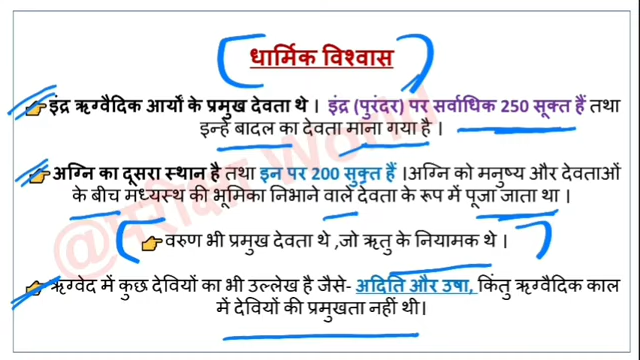 धार्मिक विश्वास
👉 इंद्र ऋग्वैदिक आर्यो के प्रमुख देवता थे । इंद्र (पुरंदर) पर सर्वाधिक 250 सूक्त हैं तथा
इन्हे बादल का देवता माना गया है ।
👉 अग्नि का दूसरा स्थान है तथा इन पर 200 सुक्त हैं ।अग्नि को मनुष्य और देवताओं
के बीच मध्यस्थ की भूमिका निभाने वाले देवता के रूप में पूजा जाता था ।
👉 वरुण भी प्रमुख देवता थे ,जो ऋतु के नियामक थे ।
👉 ऋग्वेद में कुछ देवियों का भी उल्लेख है जैसे- अदिति और उषा, किंतु ऋग्वैदिक काल
में देवियों की प्रमुखता नहीं थी।